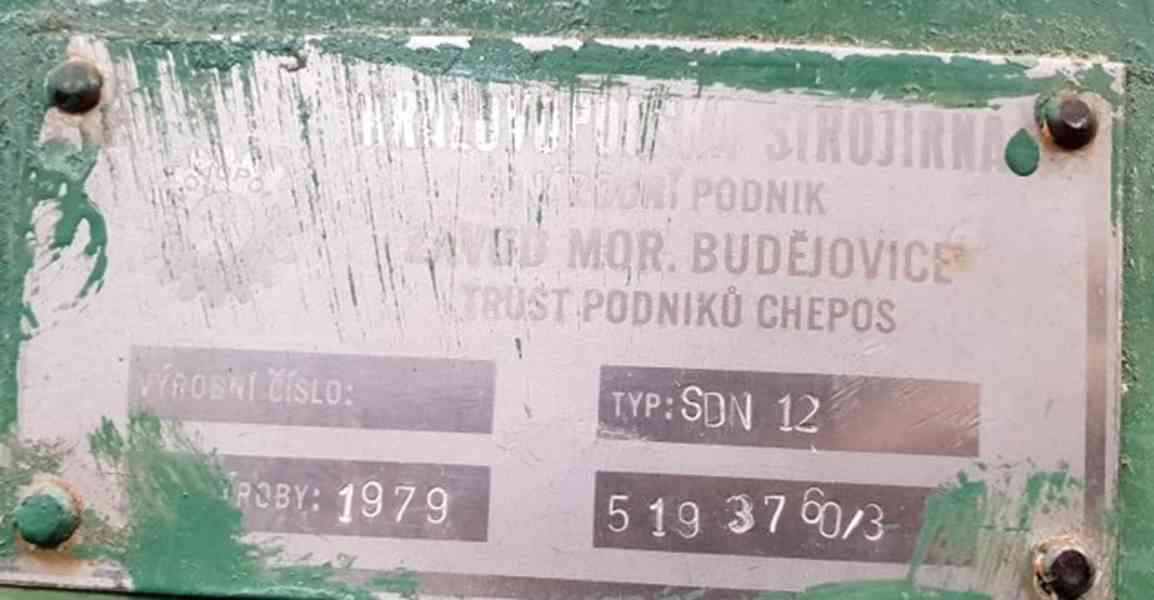 KRÁLOVOPOLSKÁ STROJÍRNA
NÁRODNÍ PODNIK
ZÁVOD MOR. BUDĚJOVICE
TRUST PODNIKŮ CHEPOS
VÝROBNÍ ČÍSLO:
TYP: SDN 12
ROBY: 1979
519 3760/3